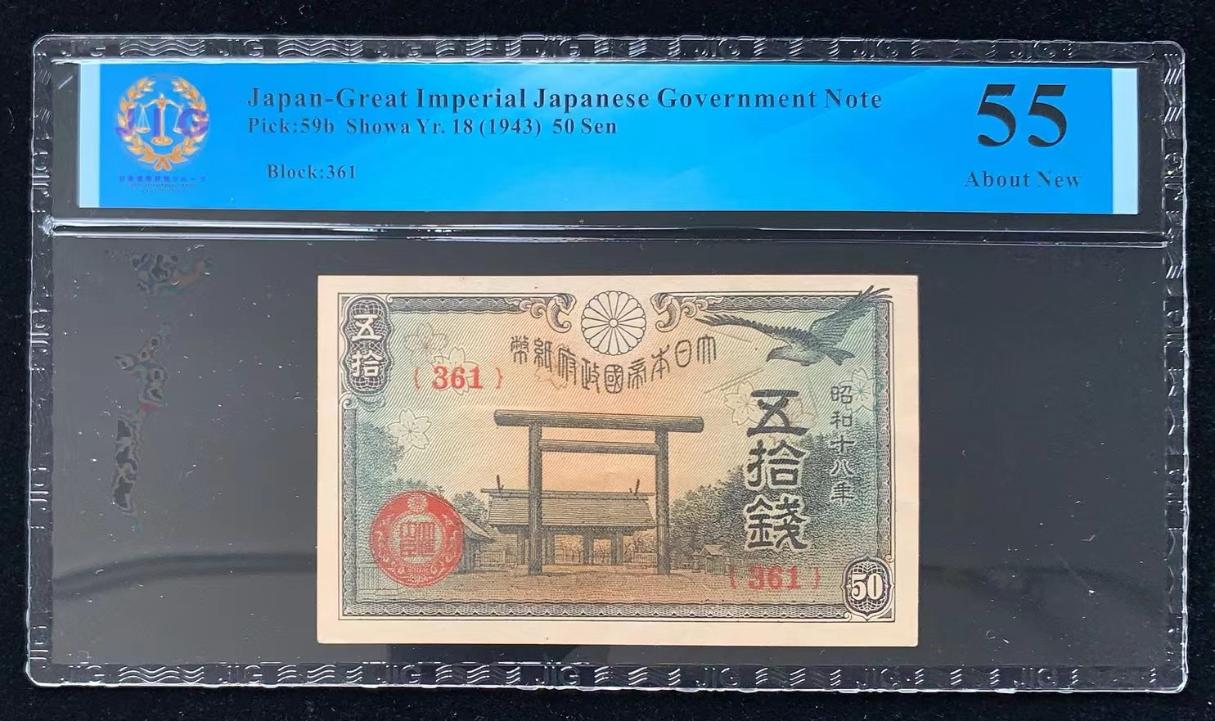 JIG
Japan-Great Imperial Japanese Government Note
Pick:59b Showa Yr. 18 (1943) 50 Sen
Block:361
55
About New
五拾
大日本帝國政府紙幣
{361}
昭和十八年
五拾錢
{361}
50